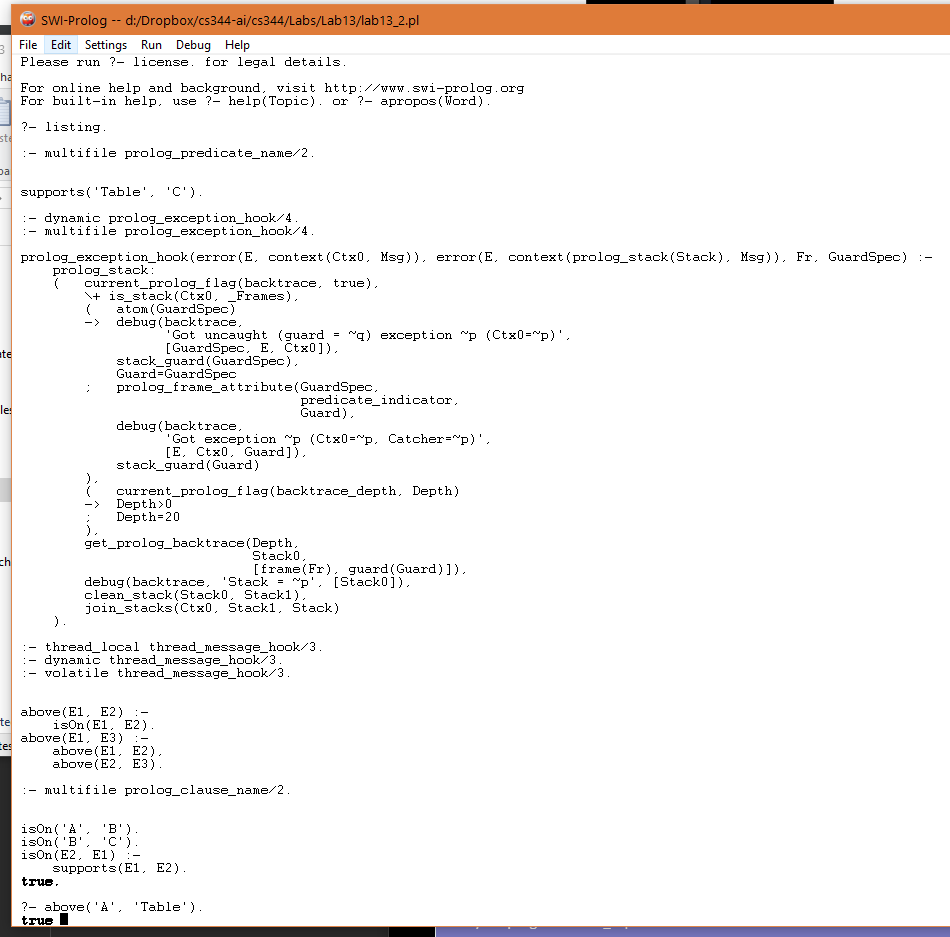 SWI-Prolog -- d:/Dropbox/cs344-ai/cs344/Labs/Lab13/lab13_2.pl
File Edit Settings Run Debug Help
Please run ?- license. for legal details.
For online help and background, visit http://www.swi-prolog.org
For built-in help, use ?- help(Topic). or ?- apropos(Word).
?- listing.
:- multifile prolog_predicate_name/2.
supports('Table', 'C').
:- dynamic prolog_exception_hook/4.
:- multifile prolog_exception_hook/4.
prolog_exception_hook(error(E, context(Ctx0, Msg)), error(E, context(prolog_stack(Stack), Msg)), Fr, GuardSpec) :-
    prolog_stack:
    (   current_prolog_flag(backtrace, true),
        \+ is_stack(Ctx0, _Frames),
        (   atom(GuardSpec)
        ->  debug(backtrace,
                  'Got uncaught (guard = ~q) exception ~p (Ctx0=~p)',
                  [GuardSpec, E, Ctx0]),
            stack_guard(GuardSpec),
            Guard=GuardSpec
        ;   prolog_frame_attribute(GuardSpec,
                                   predicate_indicator,
                                   Guard),
            debug(backtrace,
                  'Got exception ~p (Ctx0=~p, Catcher=~p)',
                  [E, Ctx0, Guard]),
            stack_guard(Guard)
        ),
        (   current_prolog_flag(backtrace_depth, Depth)
        ->  Depth>0
        ;   Depth=20
        ),
        get_prolog_backtrace(Depth,
                             Stack0,
                             [frame(Fr), guard(Guard)]),
        debug(backtrace, 'Stack = ~p', [Stack0]),
        clean_stack(Stack0, Stack1),
        join_stacks(Ctx0, Stack1, Stack)
    ).
:- thread_local thread_message_hook/3.
:- dynamic thread_message_hook/3.
:- volatile thread_message_hook/3.
above(E1, E2) :-
    isOn(E1, E2).
above(E1, E3) :-
    above(E1, E2),
    above(E2, E3).
:- multifile prolog_clause_name/2.
isOn('A', 'B').
isOn('B', 'C').
isOn(E2, E1) :-
    supports(E1, E2).
true.
?- above('A', 'Table').
true